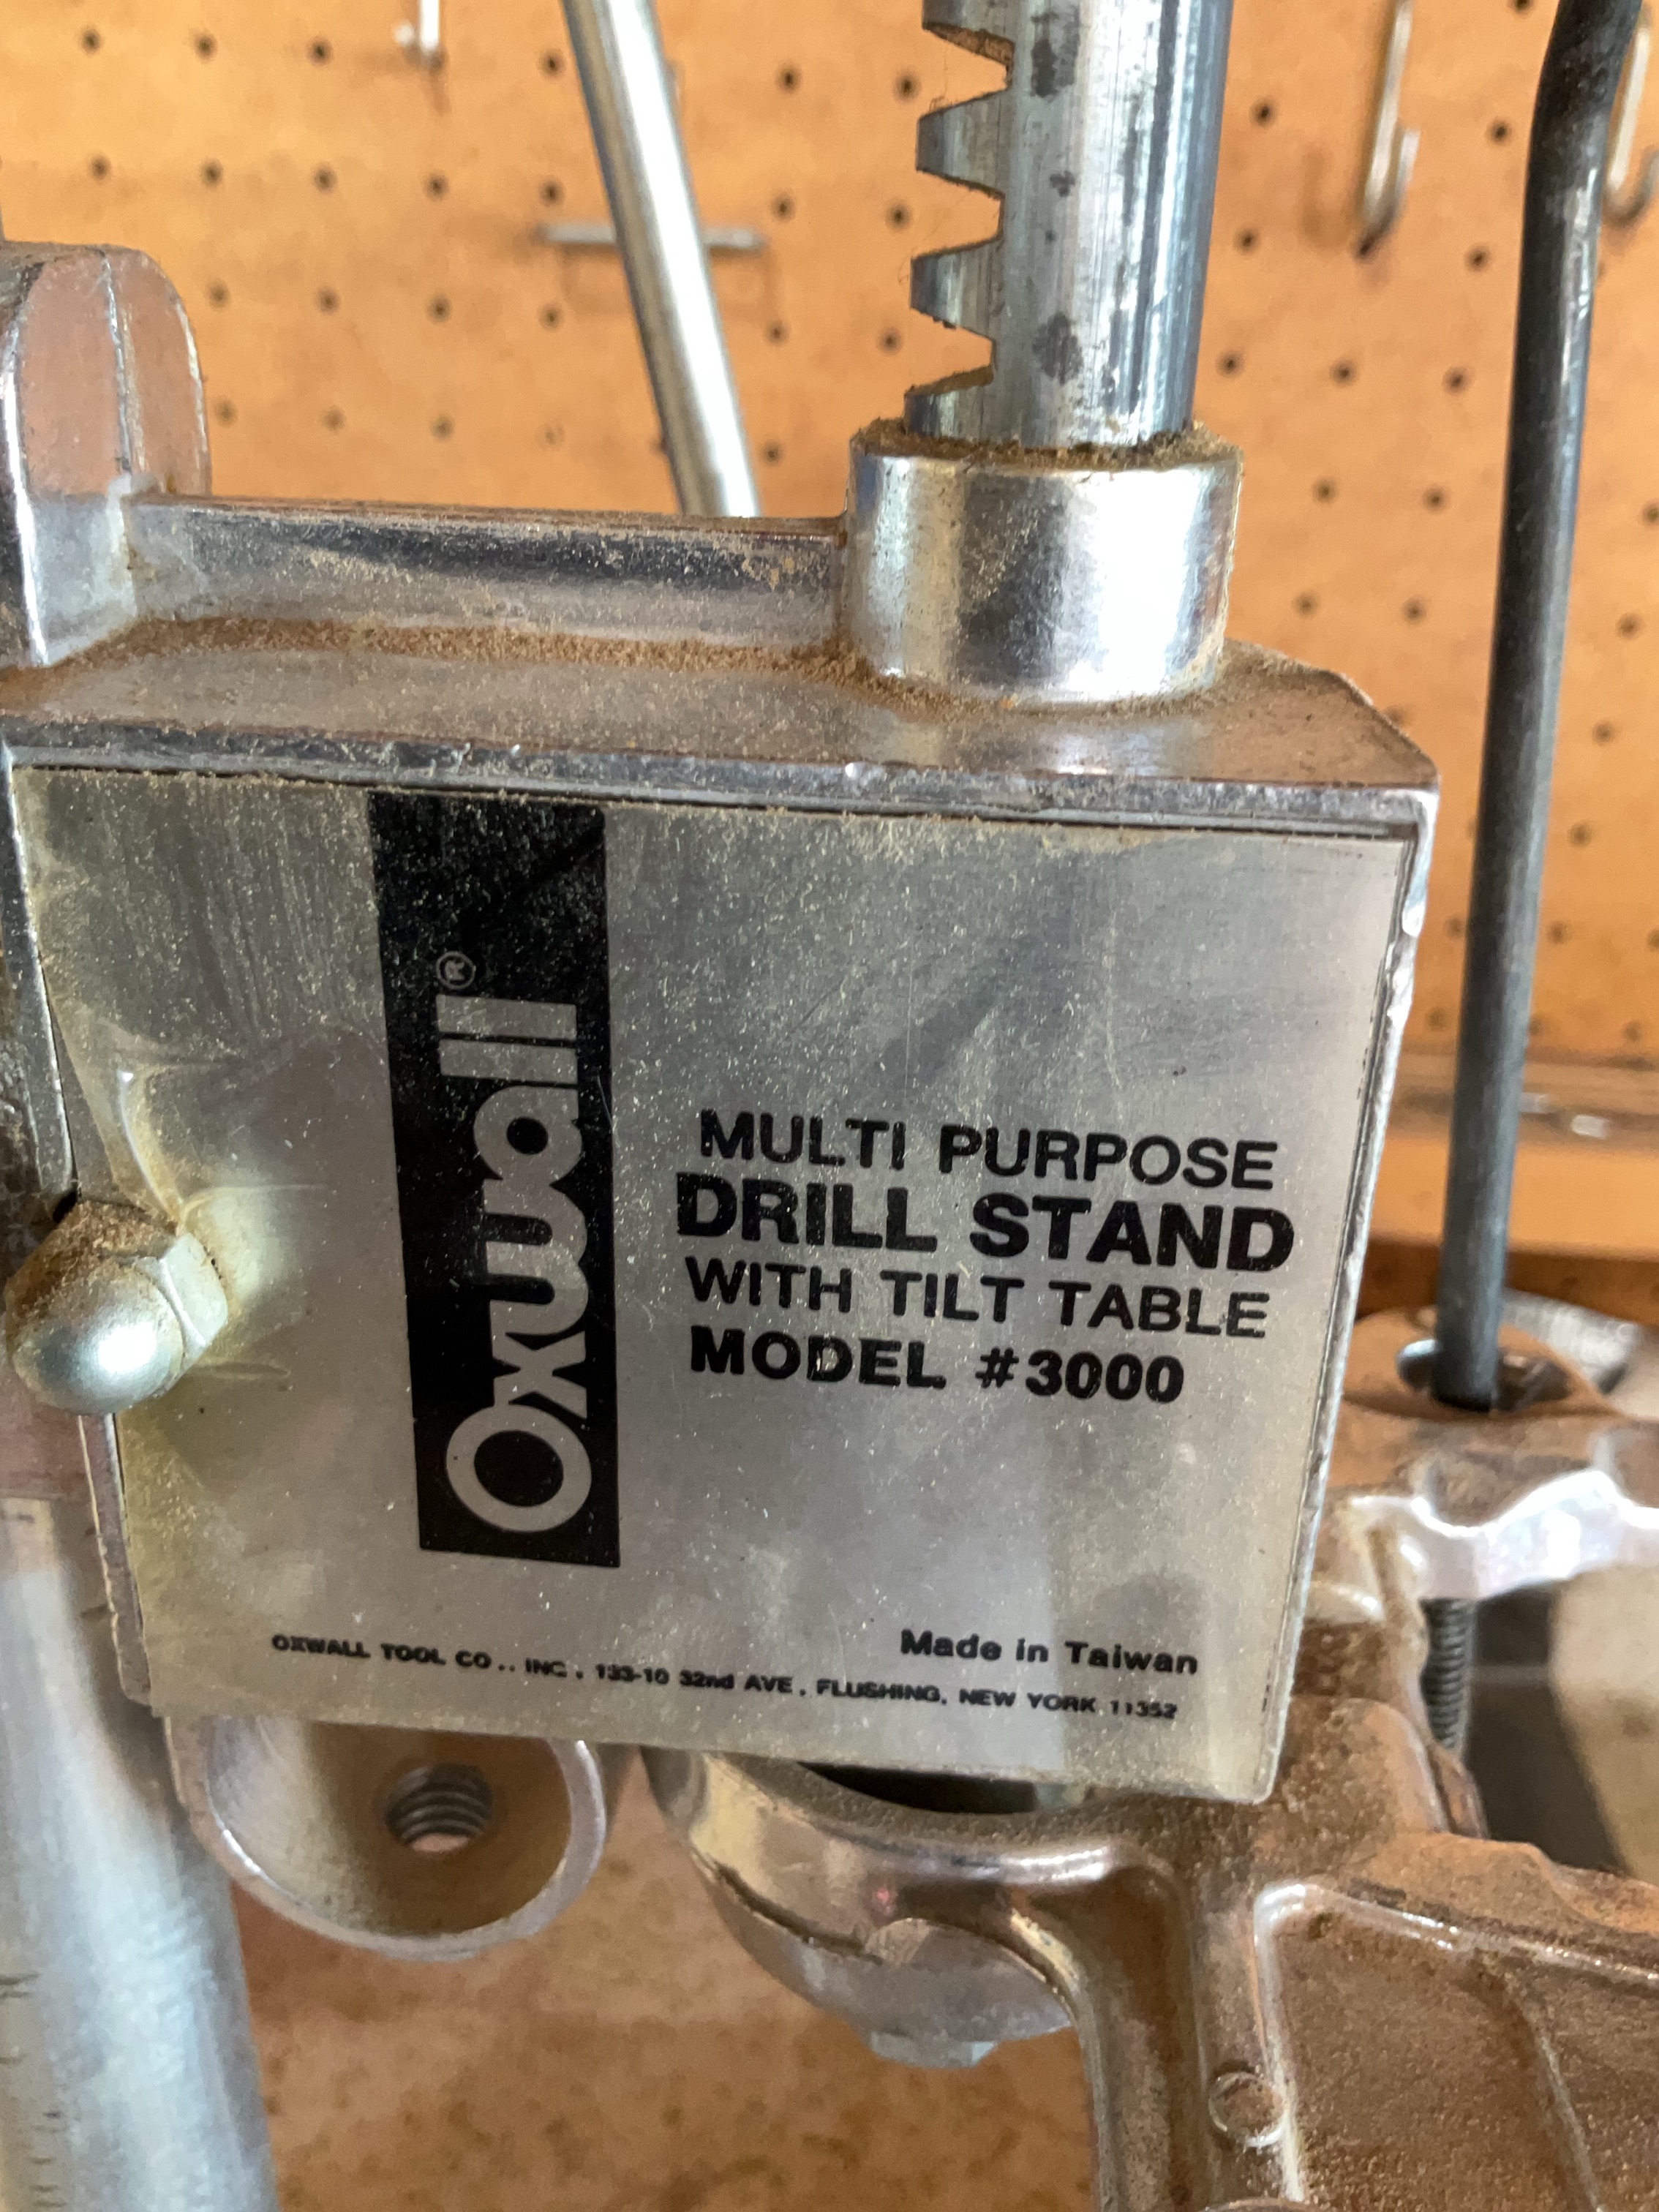 Oxwall®
MULTI PURPOSE
DRILL STAND
WITH TILT TABLE
MODEL #3000
Made in Taiwan
OXWALL TOOL CO., INC. 133-10 32nd AVE. FLUSHING, NEW YORK 11352